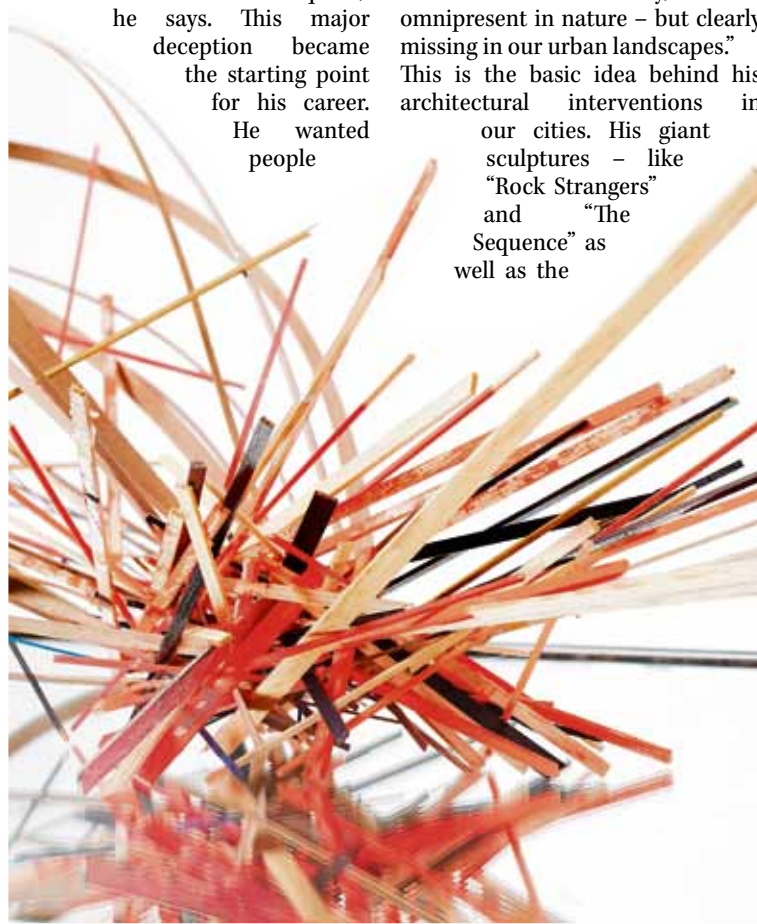 he says. This major
deception became
the starting point
for his career.
He wanted
people
omnipresent in nature – but clearly
missing in our urban landscapes.”
This is the basic idea behind his
architectural interventions in
our cities. His giant
sculptures – like
“Rock Strangers”
and “The
Sequence” as
well as the